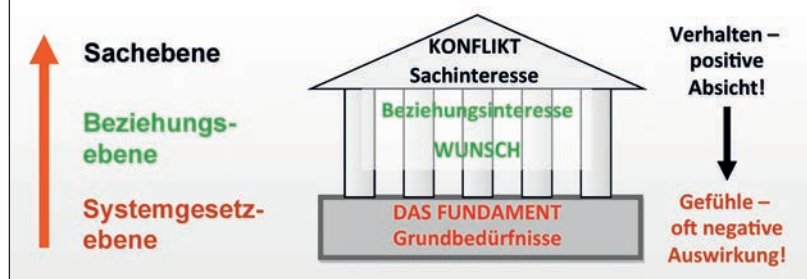 Sachebene
Beziehungs-
ebene
Systemgesetz-
ebene
KONFLIKT
Sachinteresse
Beziehungsinteresse
WUNSCH
DAS FUNDAMENT
Grundbedürfnisse
Verhalten –
positive
Absicht!
Gefühle –
oft negative
Auswirkung!